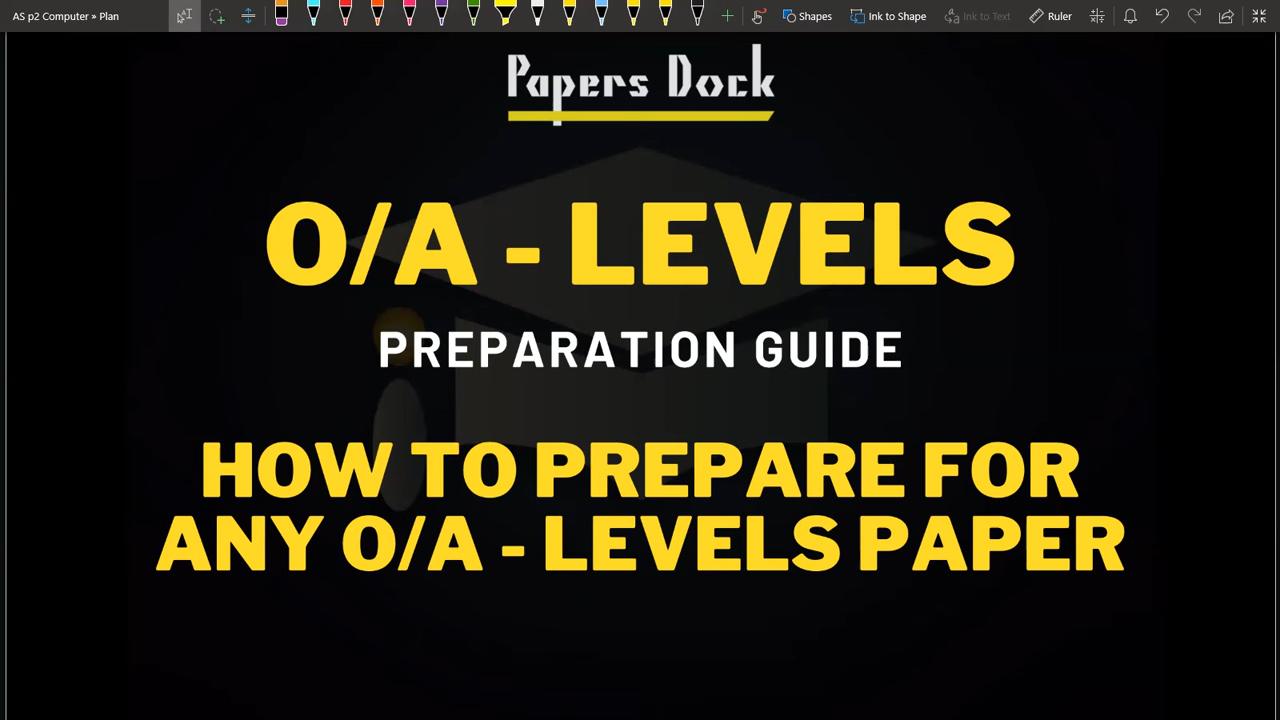 AS p2 Computer » Plan
Shapes
Ink to Shape
Ink to Text
Ruler
Papers Dock
O/A - LEVELS
PREPARATION GUIDE
HOW TO PREPARE FOR
ANY O/A - LEVELS PAPER